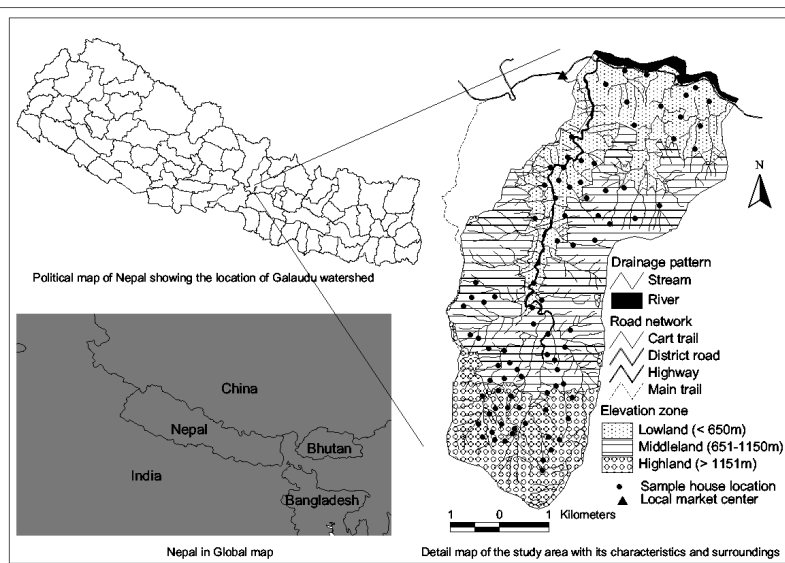 Political map of Nepal showing the location of Galaudu watershed
China
Nepal
Bhutan
India
Bangladesh
Nepal in Global map
N
Drainage pattern
Stream
River
Road network
Cart trail
District road
Highway
Main trail
Elevation zone
Lowland (< 650m)
Middleland (651-1150m)
Highland (> 1151m)
Sample house location
Local market center
1 0 1 Kilometers
Detail map of the study area with its characteristics and surroundings